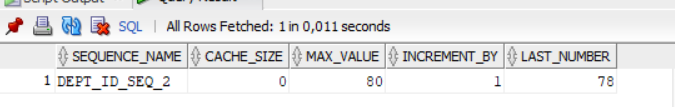 Script Output Query Result
SQL | All Rows Fetched: 1 in 0,011 seconds
SEQUENCE_NAME CACHE_SIZE MAX_VALUE INCREMENT_BY LAST_NUMBER
1 DEPT_ID_SEQ_2 0 80 1 78